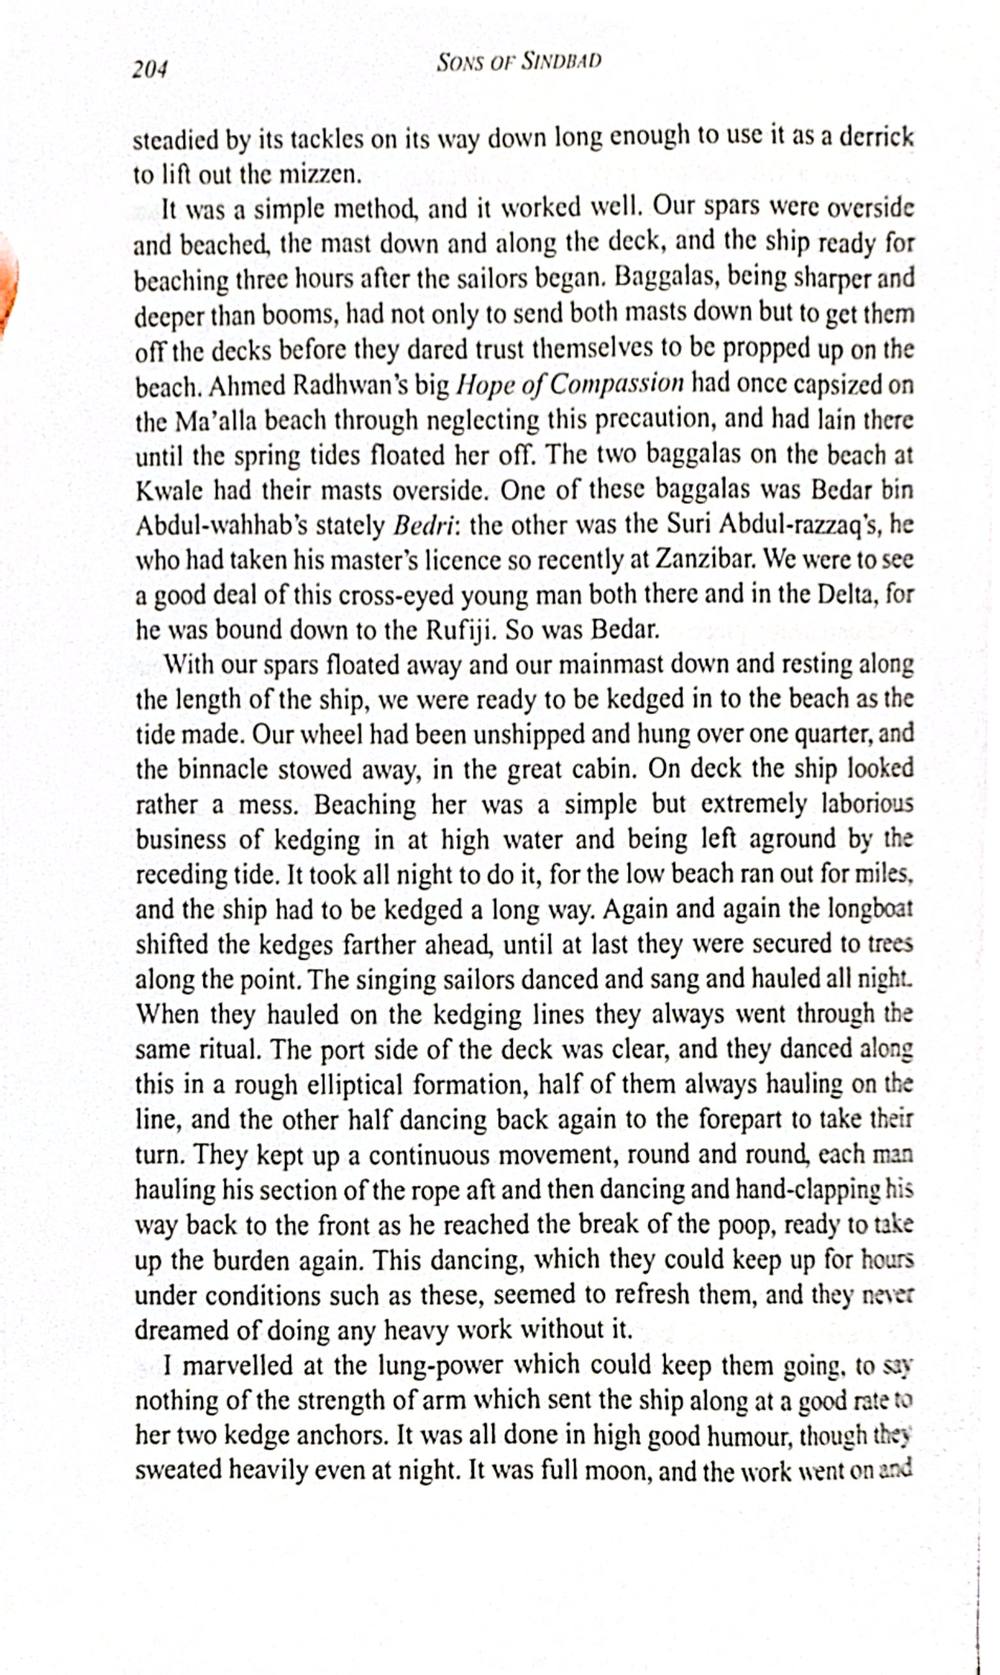 204
SONS OF SINDBAD
steadied by its tackles on its way down long enough to use it as a derrick
to lift out the mizzen.
It was a simple method, and it worked well. Our spars were overside
and beached, the mast down and along the deck, and the ship ready for
beaching three hours after the sailors began. Baggalas, being sharper and
deeper than booms, had not only to send both masts down but to get them
off the decks before they dared trust themselves to be propped up on the
beach. Ahmed Radhwan's big Hope of Compassion had once capsized on
the Ma'alla beach through neglecting this precaution, and had lain there
until the spring tides floated her off. The two baggalas on the beach at
Kwale had their masts overside. One of these baggalas was Bedar bin
Abdul-wahhab's stately Bedri: the other was the Suri Abdul-razzaq's, he
who had taken his master's licence so recently at Zanzibar. We were to see
a good deal of this cross-eyed young man both there and in the Delta, for
he was bound down to the Rufiji. So was Bedar.
With our spars floated away and our mainmast down and resting along
the length of the ship, we were ready to be kedged in to the beach as the
tide made. Our wheel had been unshipped and hung over one quarter, and
the binnacle stowed away, in the great cabin. On deck the ship looked
rather a mess. Beaching her was a simple but extremely laborious
business of kedging in at high water and being left aground by the
receding tide. It took all night to do it, for the low beach ran out for miles,
and the ship had to be kedged a long way. Again and again the longboat
shifted the kedges farther ahead, until at last they were secured to trees
along the point. The singing sailors danced and sang and hauled all night.
When they hauled on the kedging lines they always went through the
same ritual. The port side of the deck was clear, and they danced along
this in a rough elliptical formation, half of them always hauling on the
line, and the other half dancing back again to the forepart to take their
turn. They kept up a continuous movement, round and round, each man
hauling his section of the rope aft and then dancing and hand-clapping his
way back to the front as he reached the break of the poop, ready to take
up the burden again. This dancing, which they could keep up for hours
under conditions such as these, seemed to refresh them, and they never
dreamed of doing any heavy work without it.
I marvelled at the lung-power which could keep them going, to say
nothing of the strength of arm which sent the ship along at a good rate to
her two kedge anchors. It was all done in high good humour, though they
sweated heavily even at night. It was full moon, and the work went on and